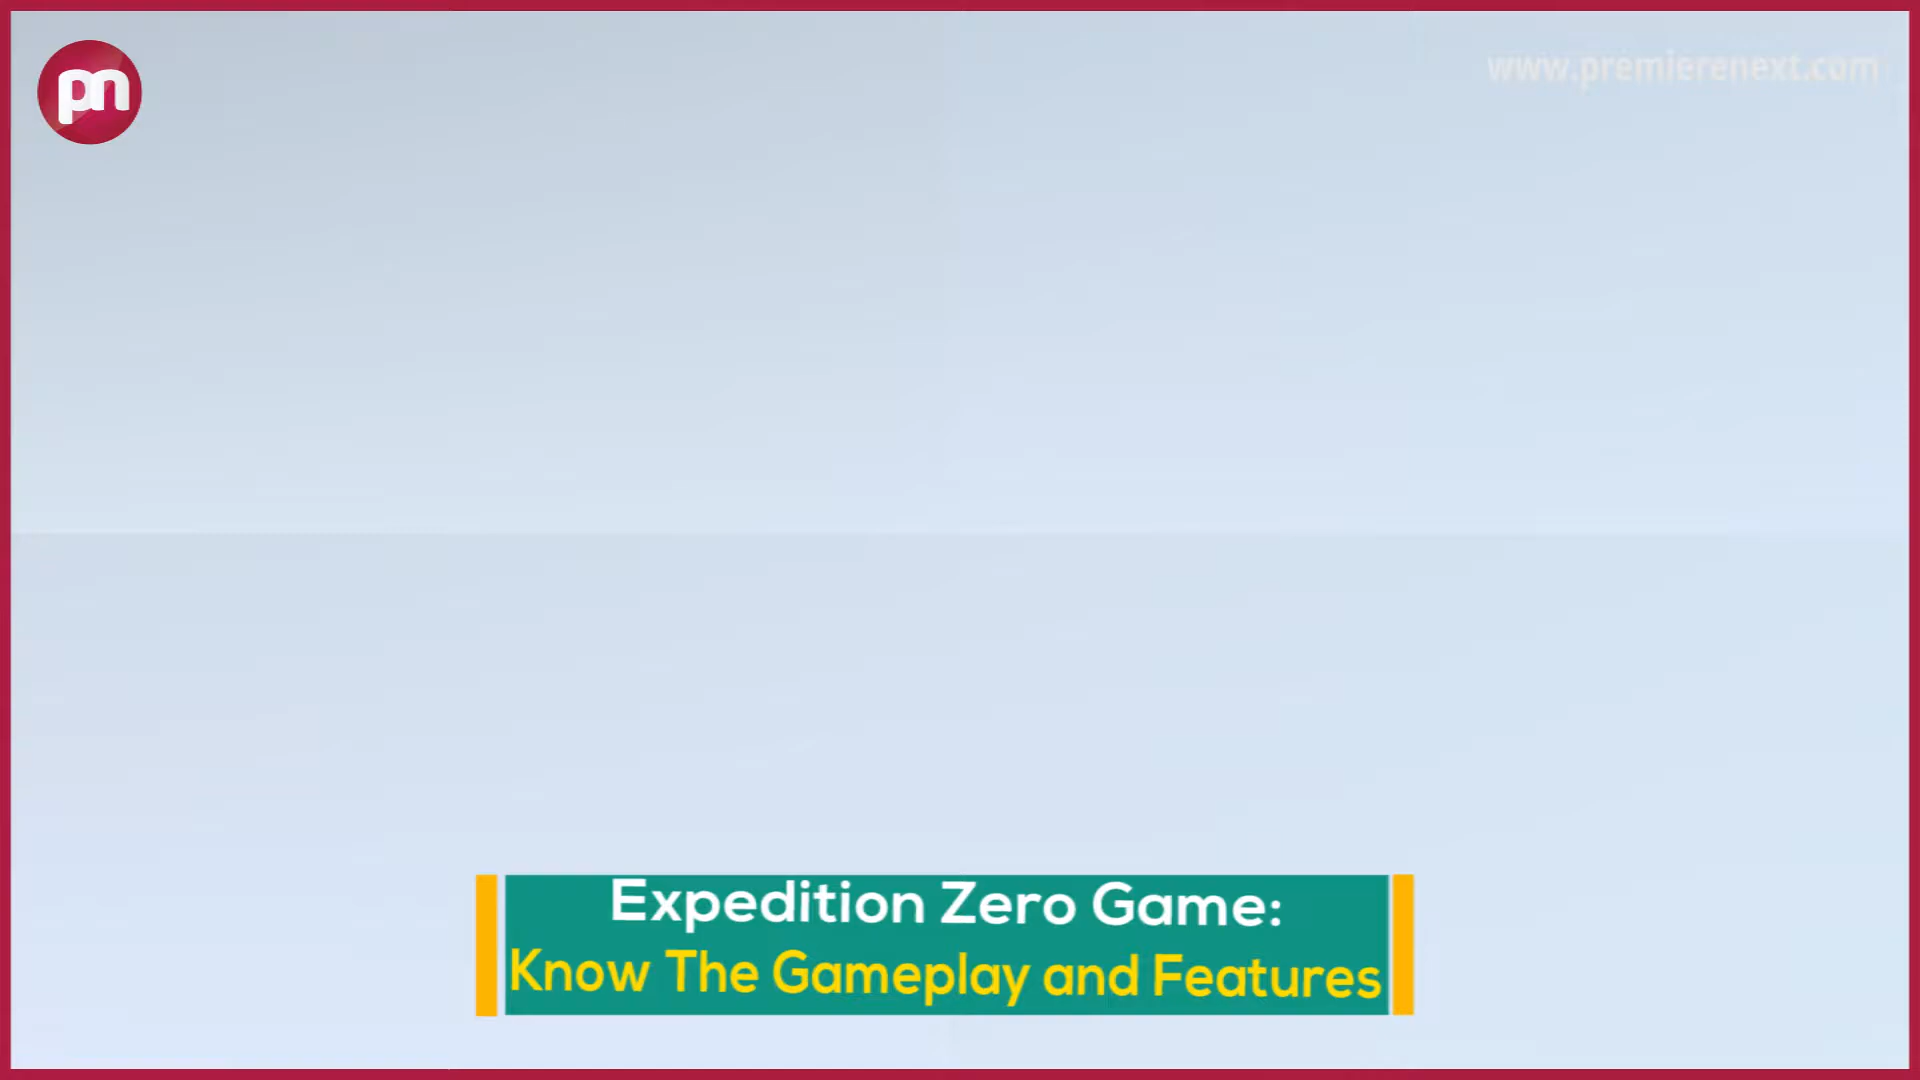 pn
www.premierenext.com
Expedition Zero Game:
Know The Gameplay and Features